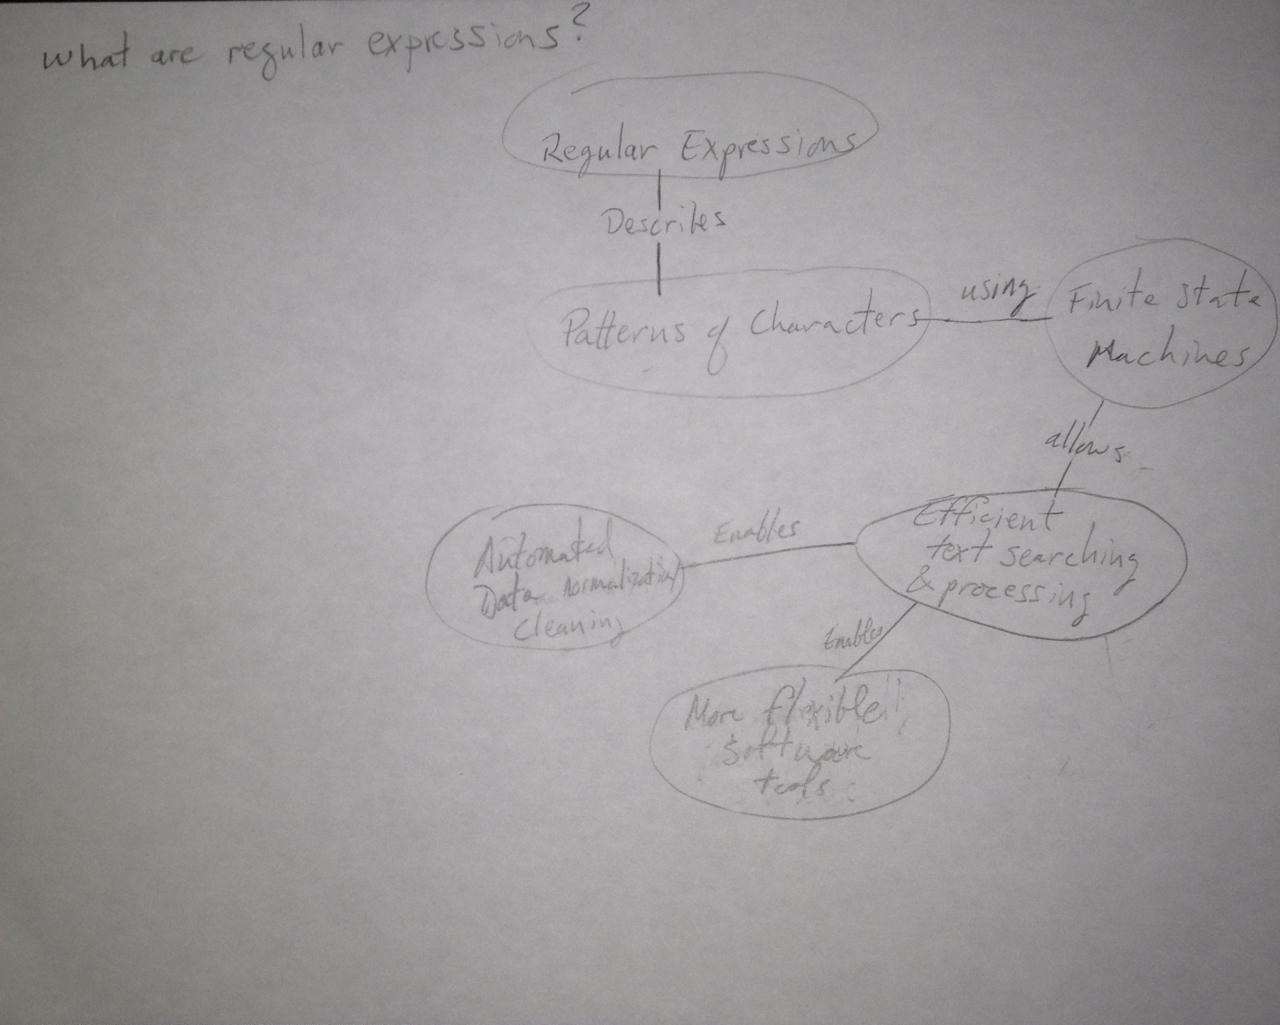 What are regular expressions?
Regular Expressions
Describes
Patterns of Characters
using
Finite State
Machines
allows
Efficient
text searching
& processing
Enables
Automated
Data normalization/
cleaning
Enables
More flexible
software
tools